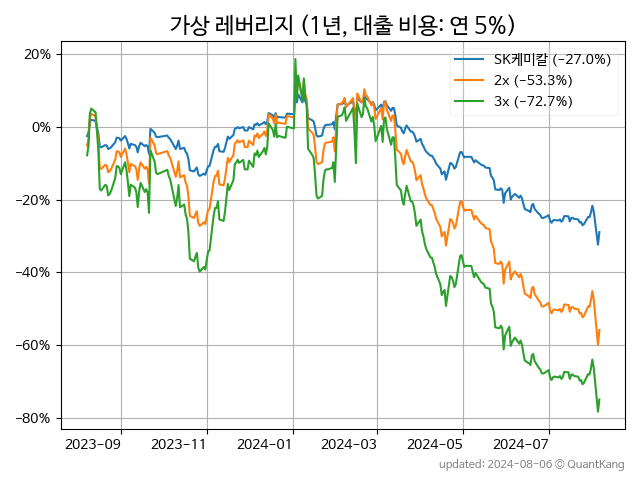 가상 레버리지 (1년, 대출 비용: 연 5%)
20%
0%
−20%
−40%
−60%
−80%
SK케미칼 (−27.0%)
2x (−53.3%)
3x (−72.7%)
2023-09
2023-11
2024-01
2024-03
2024-05
2024-07
updated: 2024-08-06 © QuantKang